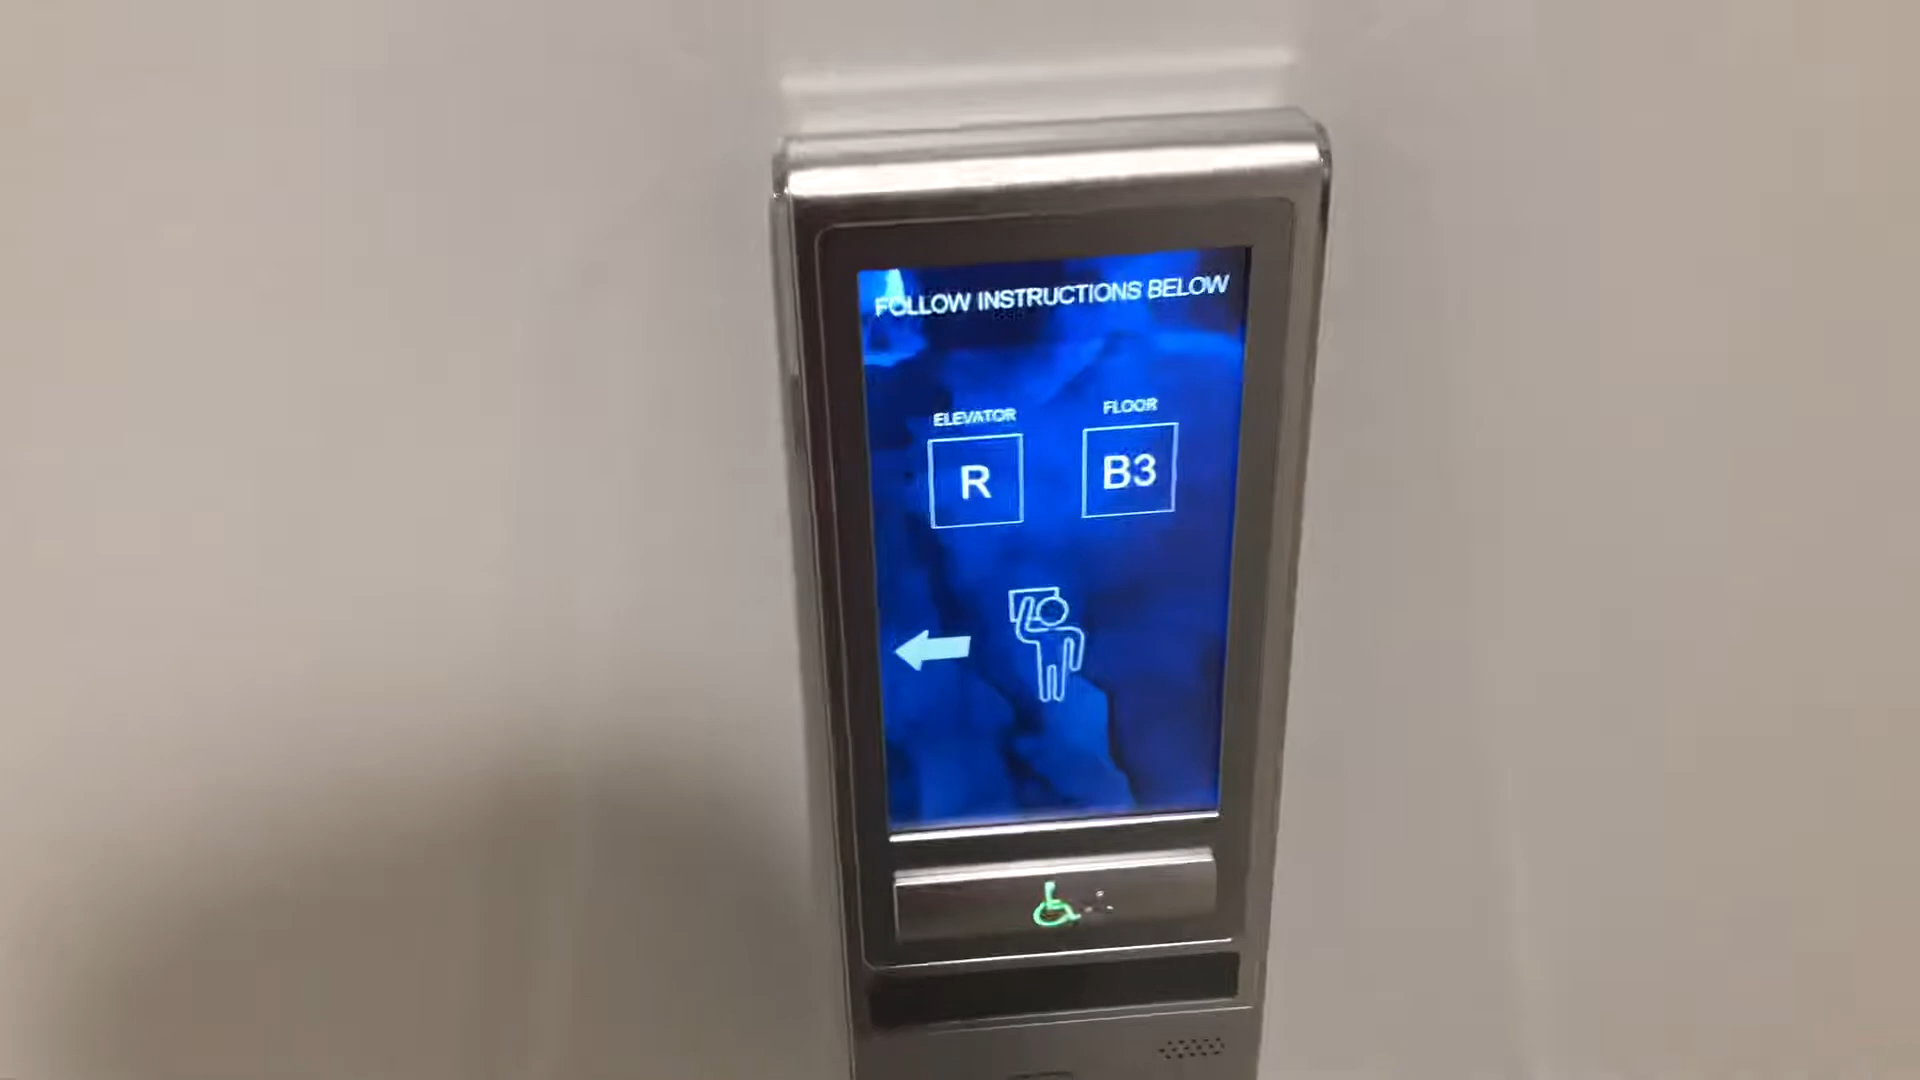 FOLLOW INSTRUCTIONS BELOW
ELEVATOR
FLOOR
R
B3